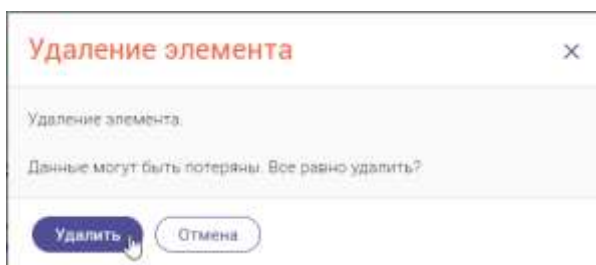 Удаление элемента
Удаление элемента.
Данные могут быть потеряны. Все равно удалить?
Удалить
Отмена